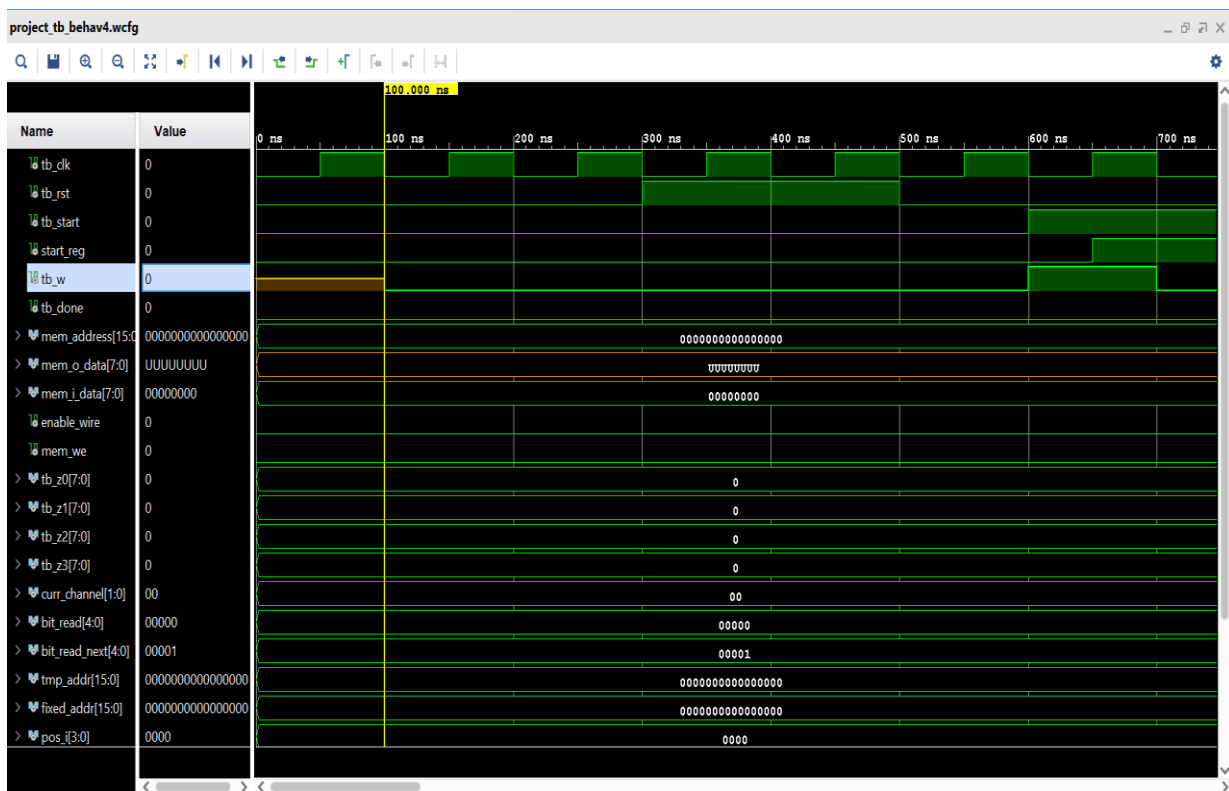 project_tb_behav4.wcfg
100.000 ns
Name Value
0 ns 100 ns 200 ns 300 ns 400 ns 500 ns 600 ns 700 ns
tb_clk 0
tb_rst 0
tb_start 0
start_reg 0
tb_w 0
tb_done 0
mem_address[15:0 0000000000000000 0000000000000000
mem_o_data[7:0] UUUUUUUU UUUUUUUU
mem_i_data[7:0] 00000000 00000000
enable_wire 0
mem_we 0
tb_z0[7:0] 0 0
tb_z1[7:0] 0 0
tb_z2[7:0] 0 0
tb_z3[7:0] 0 0
curr_channel[1:0] 00 00
bit_read[4:0] 00000 00000
bit_read_next[4:0] 00001 00001
tmp_addr[15:0] 0000000000000000 0000000000000000
fixed_addr[15:0] 0000000000000000 0000000000000000
pos_i[3:0] 0000 0000